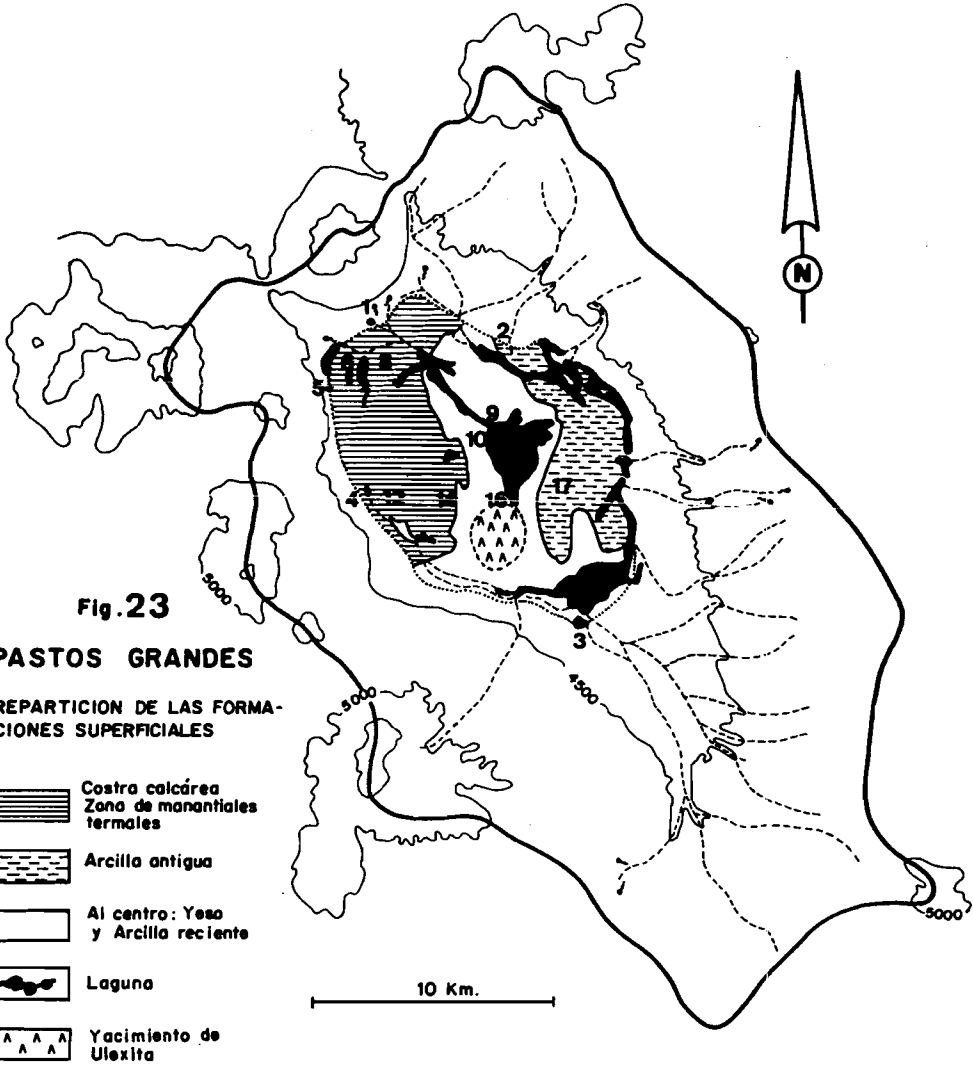 N
1
2
9
10
4
16
17
3
5000
5000
4500
5000
Fig. 23
PASTOS GRANDES
REPARTICION DE LAS FORMA-
CIONES SUPERFICIALES
Costra calcárea
Zona de manantiales
termales
Arcilla antigua
Al centro: Yeso
y Arcilla reciente
Laguna
Yacimiento de
Ulexita
10 Km.